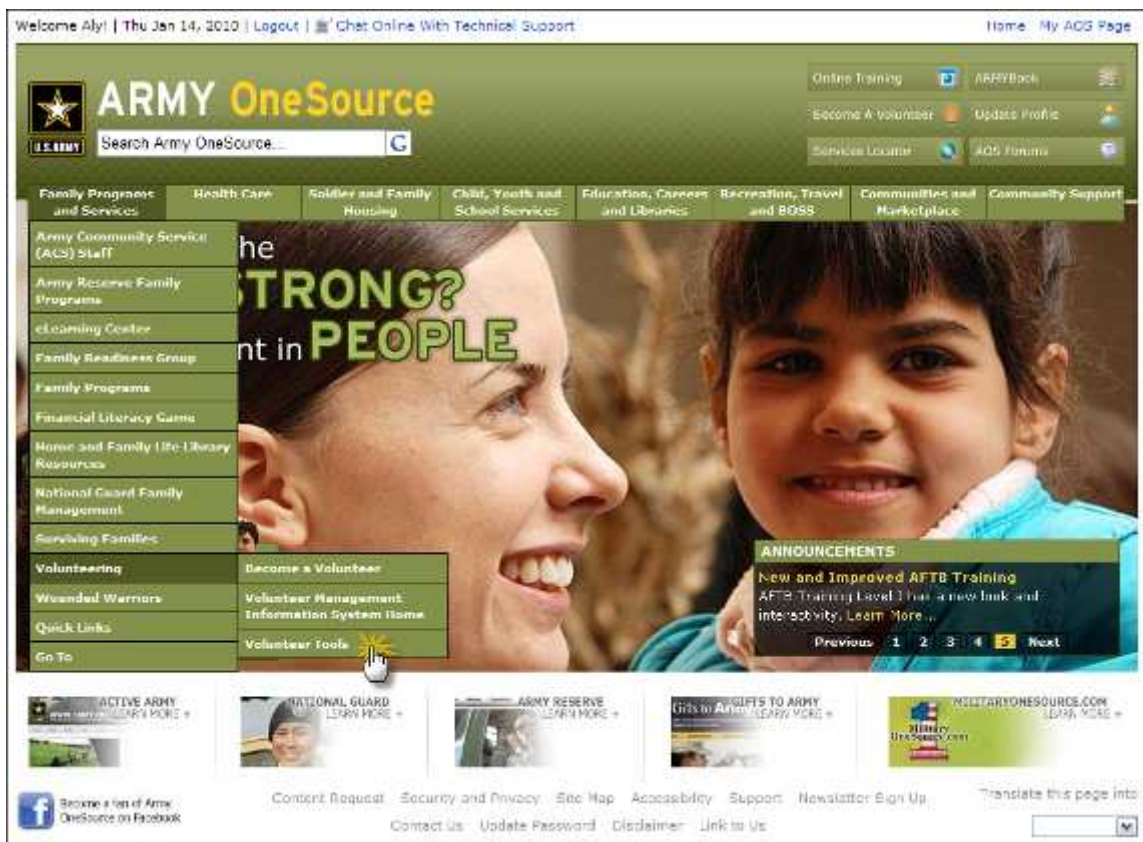 Welcome Aly! | Thu Jan 14, 2010 | Logout | Chat Online With Technical Support
Home My AOS Page
ARMY OneSource
U.S.ARMY
Search Army OneSource...
G
Online Training
ARMYBook
Become A Volunteer
Update Profile
Services Locator
AOS Forums
Family Programs and Services
Health Care
Soldier and Family Housing
Child, Youth and School Services
Education, Careers and Libraries
Recreation, Travel and BOSS
Communities and Marketplace
Community Support
Army Community Service
(ACS) Staff
Army Reserve Family
Programs
eLearning Center
Family Readiness Group
Family Programs
Financial Literacy Game
Home and Family Life Library
Resources
National Guard Family
Management
Surviving Families
Volunteering
Wounded Warriors
Quick Links
Go To
Become a Volunteer
Volunteer Management
Information System Home
Volunteer Tools
he
TRONG?
nt in PEOPLE
ANNOUNCEMENTS
New and Improved AFTB Training
AFTB Training Level I has a new look and
interactivity. Learn More...
Previous 1 2 3 4 5 Next
ACTIVE ARMY
LEARN MORE +
NATIONAL GUARD
LEARN MORE +
ARMY RESERVE
LEARN MORE +
Gifts to Army
GIFTS TO ARMY
LEARN MORE +
Military
OneSource.com
MILITARYONESOURCE.COM
LEARN MORE +
Become a fan of Army
OneSource on Facebook
Content Request Security and Privacy Site Map Accessibility Support Newsletter Sign Up
Contact Us Update Password Disclaimer Link to Us
Translate this page into